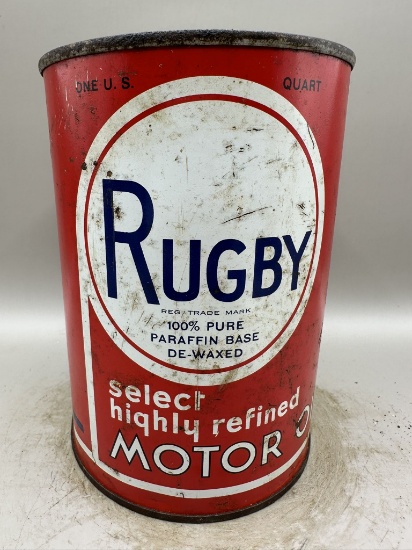 ONE U.S. QUART
RUGBY
REG. TRADE MARK
100% PURE
PARAFFIN BASE
DE-WAXED
select
highly refined
MOTOR O